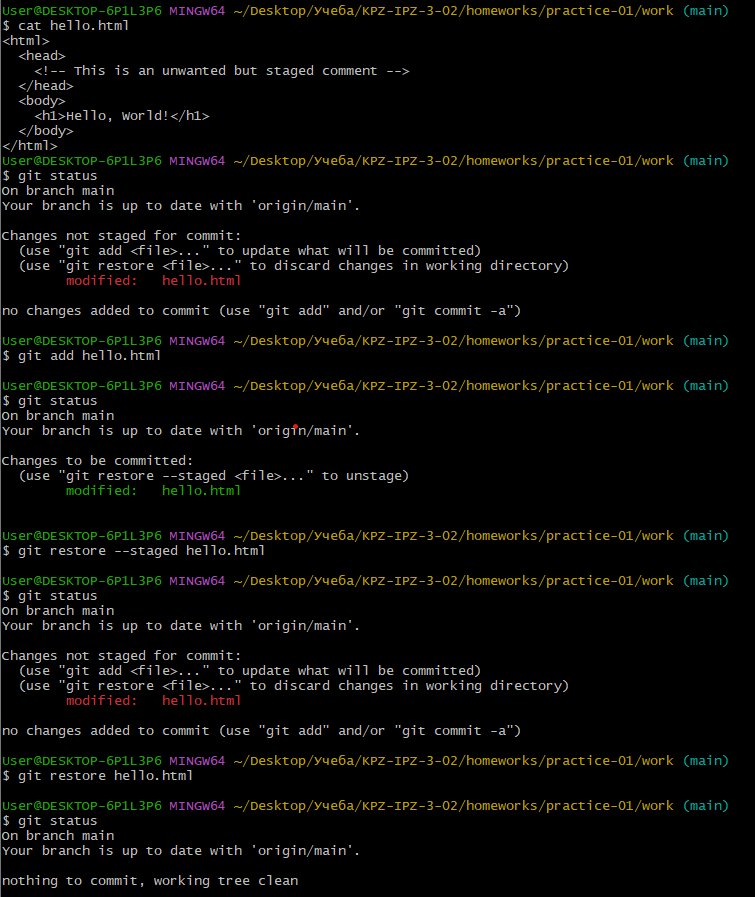 User@DESKTOP-6P1L3P6 MINGW64 ~/Desktop/Учеба/KPZ-IPZ-3-02/homeworks/practice-01/work (main)
$ cat hello.html
<html>
  <head>
    <!-- This is an unwanted but staged comment -->
  </head>
  <body>
    <h1>Hello, World!</h1>
  </body>
</html>
User@DESKTOP-6P1L3P6 MINGW64 ~/Desktop/Учеба/KPZ-IPZ-3-02/homeworks/practice-01/work (main)
$ git status
On branch main
Your branch is up to date with 'origin/main'.

Changes not staged for commit:
  (use "git add <file>..." to update what will be committed)
  (use "git restore <file>..." to discard changes in working directory)
        modified:   hello.html

no changes added to commit (use "git add" and/or "git commit -a")

User@DESKTOP-6P1L3P6 MINGW64 ~/Desktop/Учеба/KPZ-IPZ-3-02/homeworks/practice-01/work (main)
$ git add hello.html

User@DESKTOP-6P1L3P6 MINGW64 ~/Desktop/Учеба/KPZ-IPZ-3-02/homeworks/practice-01/work (main)
$ git status
On branch main
Your branch is up to date with 'origin/main'.

Changes to be committed:
  (use "git restore --staged <file>..." to unstage)
        modified:   hello.html


User@DESKTOP-6P1L3P6 MINGW64 ~/Desktop/Учеба/KPZ-IPZ-3-02/homeworks/practice-01/work (main)
$ git restore --staged hello.html

User@DESKTOP-6P1L3P6 MINGW64 ~/Desktop/Учеба/KPZ-IPZ-3-02/homeworks/practice-01/work (main)
$ git status
On branch main
Your branch is up to date with 'origin/main'.

Changes not staged for commit:
  (use "git add <file>..." to update what will be committed)
  (use "git restore <file>..." to discard changes in working directory)
        modified:   hello.html

no changes added to commit (use "git add" and/or "git commit -a")

User@DESKTOP-6P1L3P6 MINGW64 ~/Desktop/Учеба/KPZ-IPZ-3-02/homeworks/practice-01/work (main)
$ git restore hello.html

User@DESKTOP-6P1L3P6 MINGW64 ~/Desktop/Учеба/KPZ-IPZ-3-02/homeworks/practice-01/work (main)
$ git status
On branch main
Your branch is up to date with 'origin/main'.

nothing to commit, working tree clean